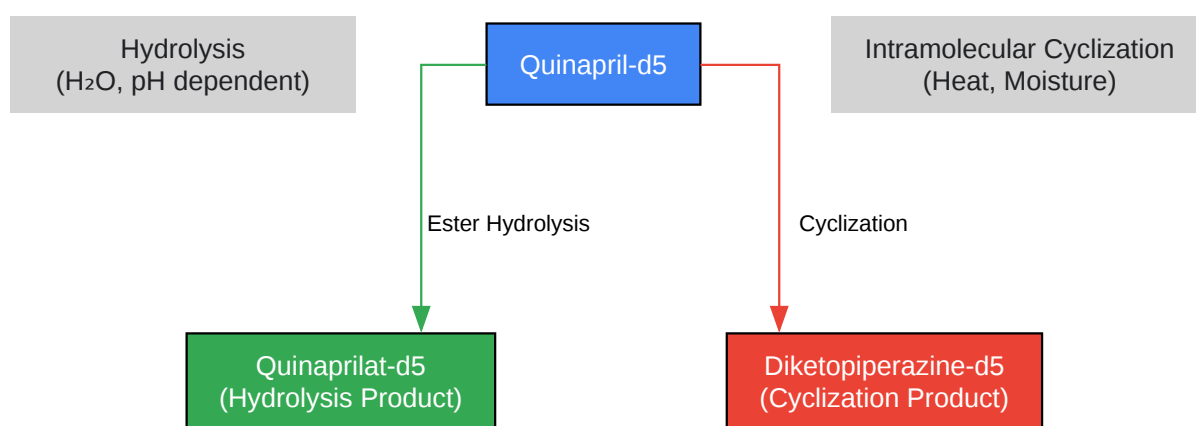 Hydrolysis
(H₂O, pH dependent)
Quinapril-d5
Intramolecular Cyclization
(Heat, Moisture)
Ester Hydrolysis
Cyclization
Quinaprilat-d5
(Hydrolysis Product)
Diketopiperazine-d5
(Cyclization Product)